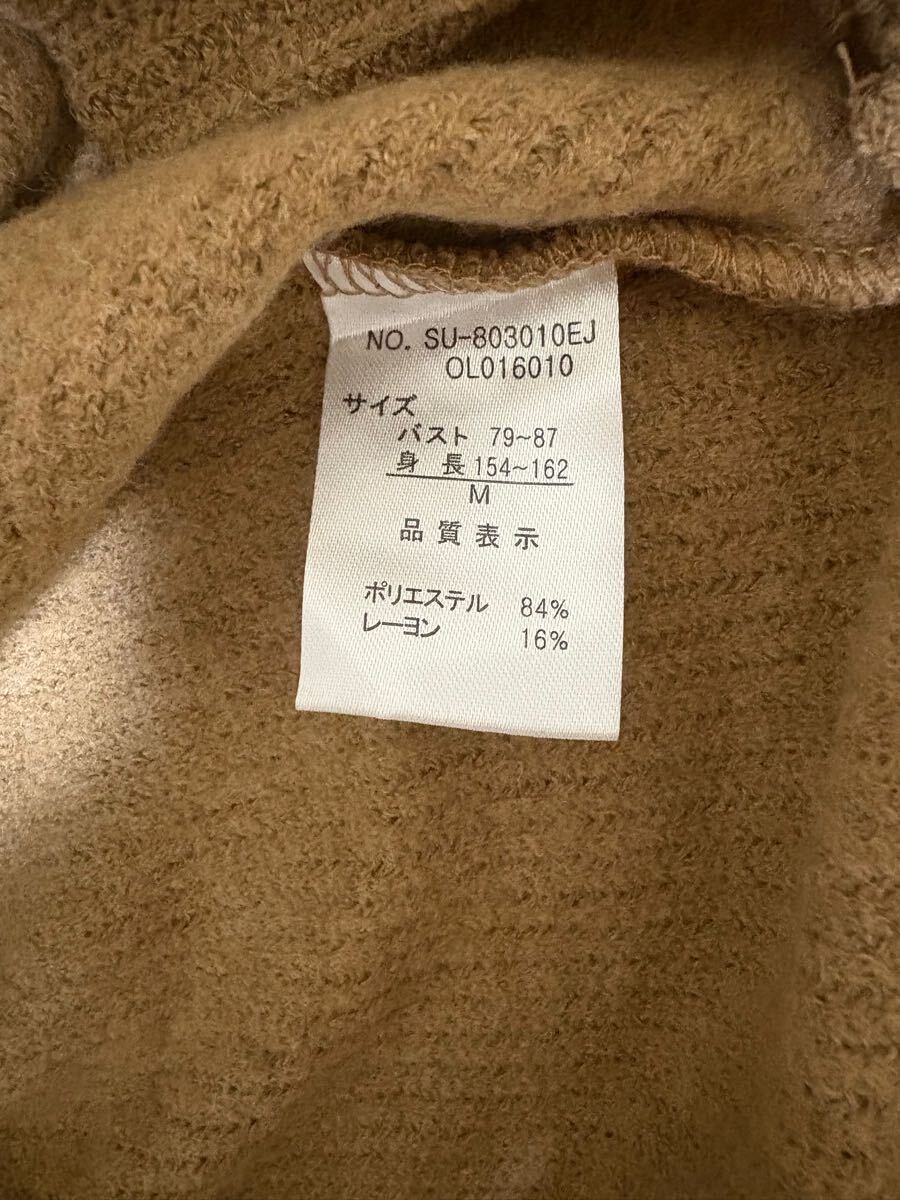 NO. SU-803010EJ
OL016010
サイズ
バスト 79~87
身 長 154~162
M
品 質 表 示
ポリエステル 84%
レーヨン 16%